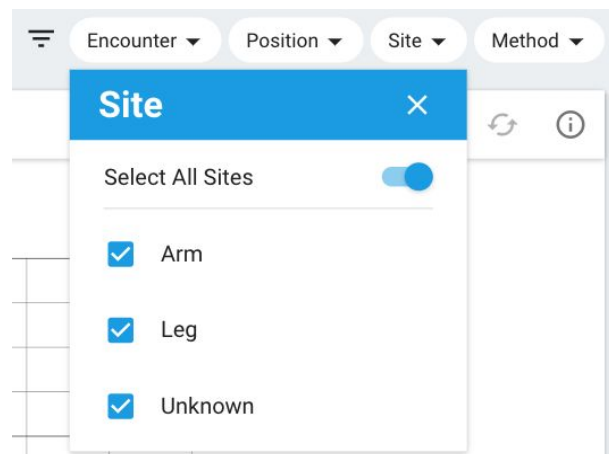 Encounter Position Site Method
Site
Select All Sites
Arm
Leg
Unknown